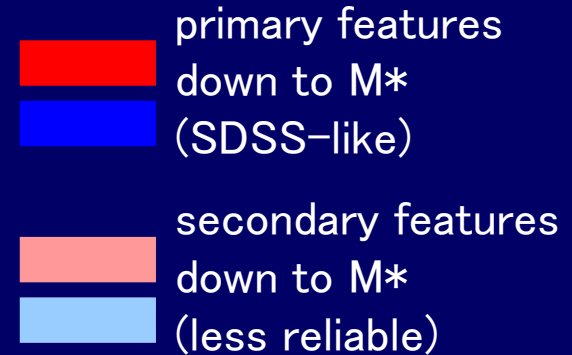 primary features
down to M*
(SDSS-like)
secondary features
down to M*
(less reliable)